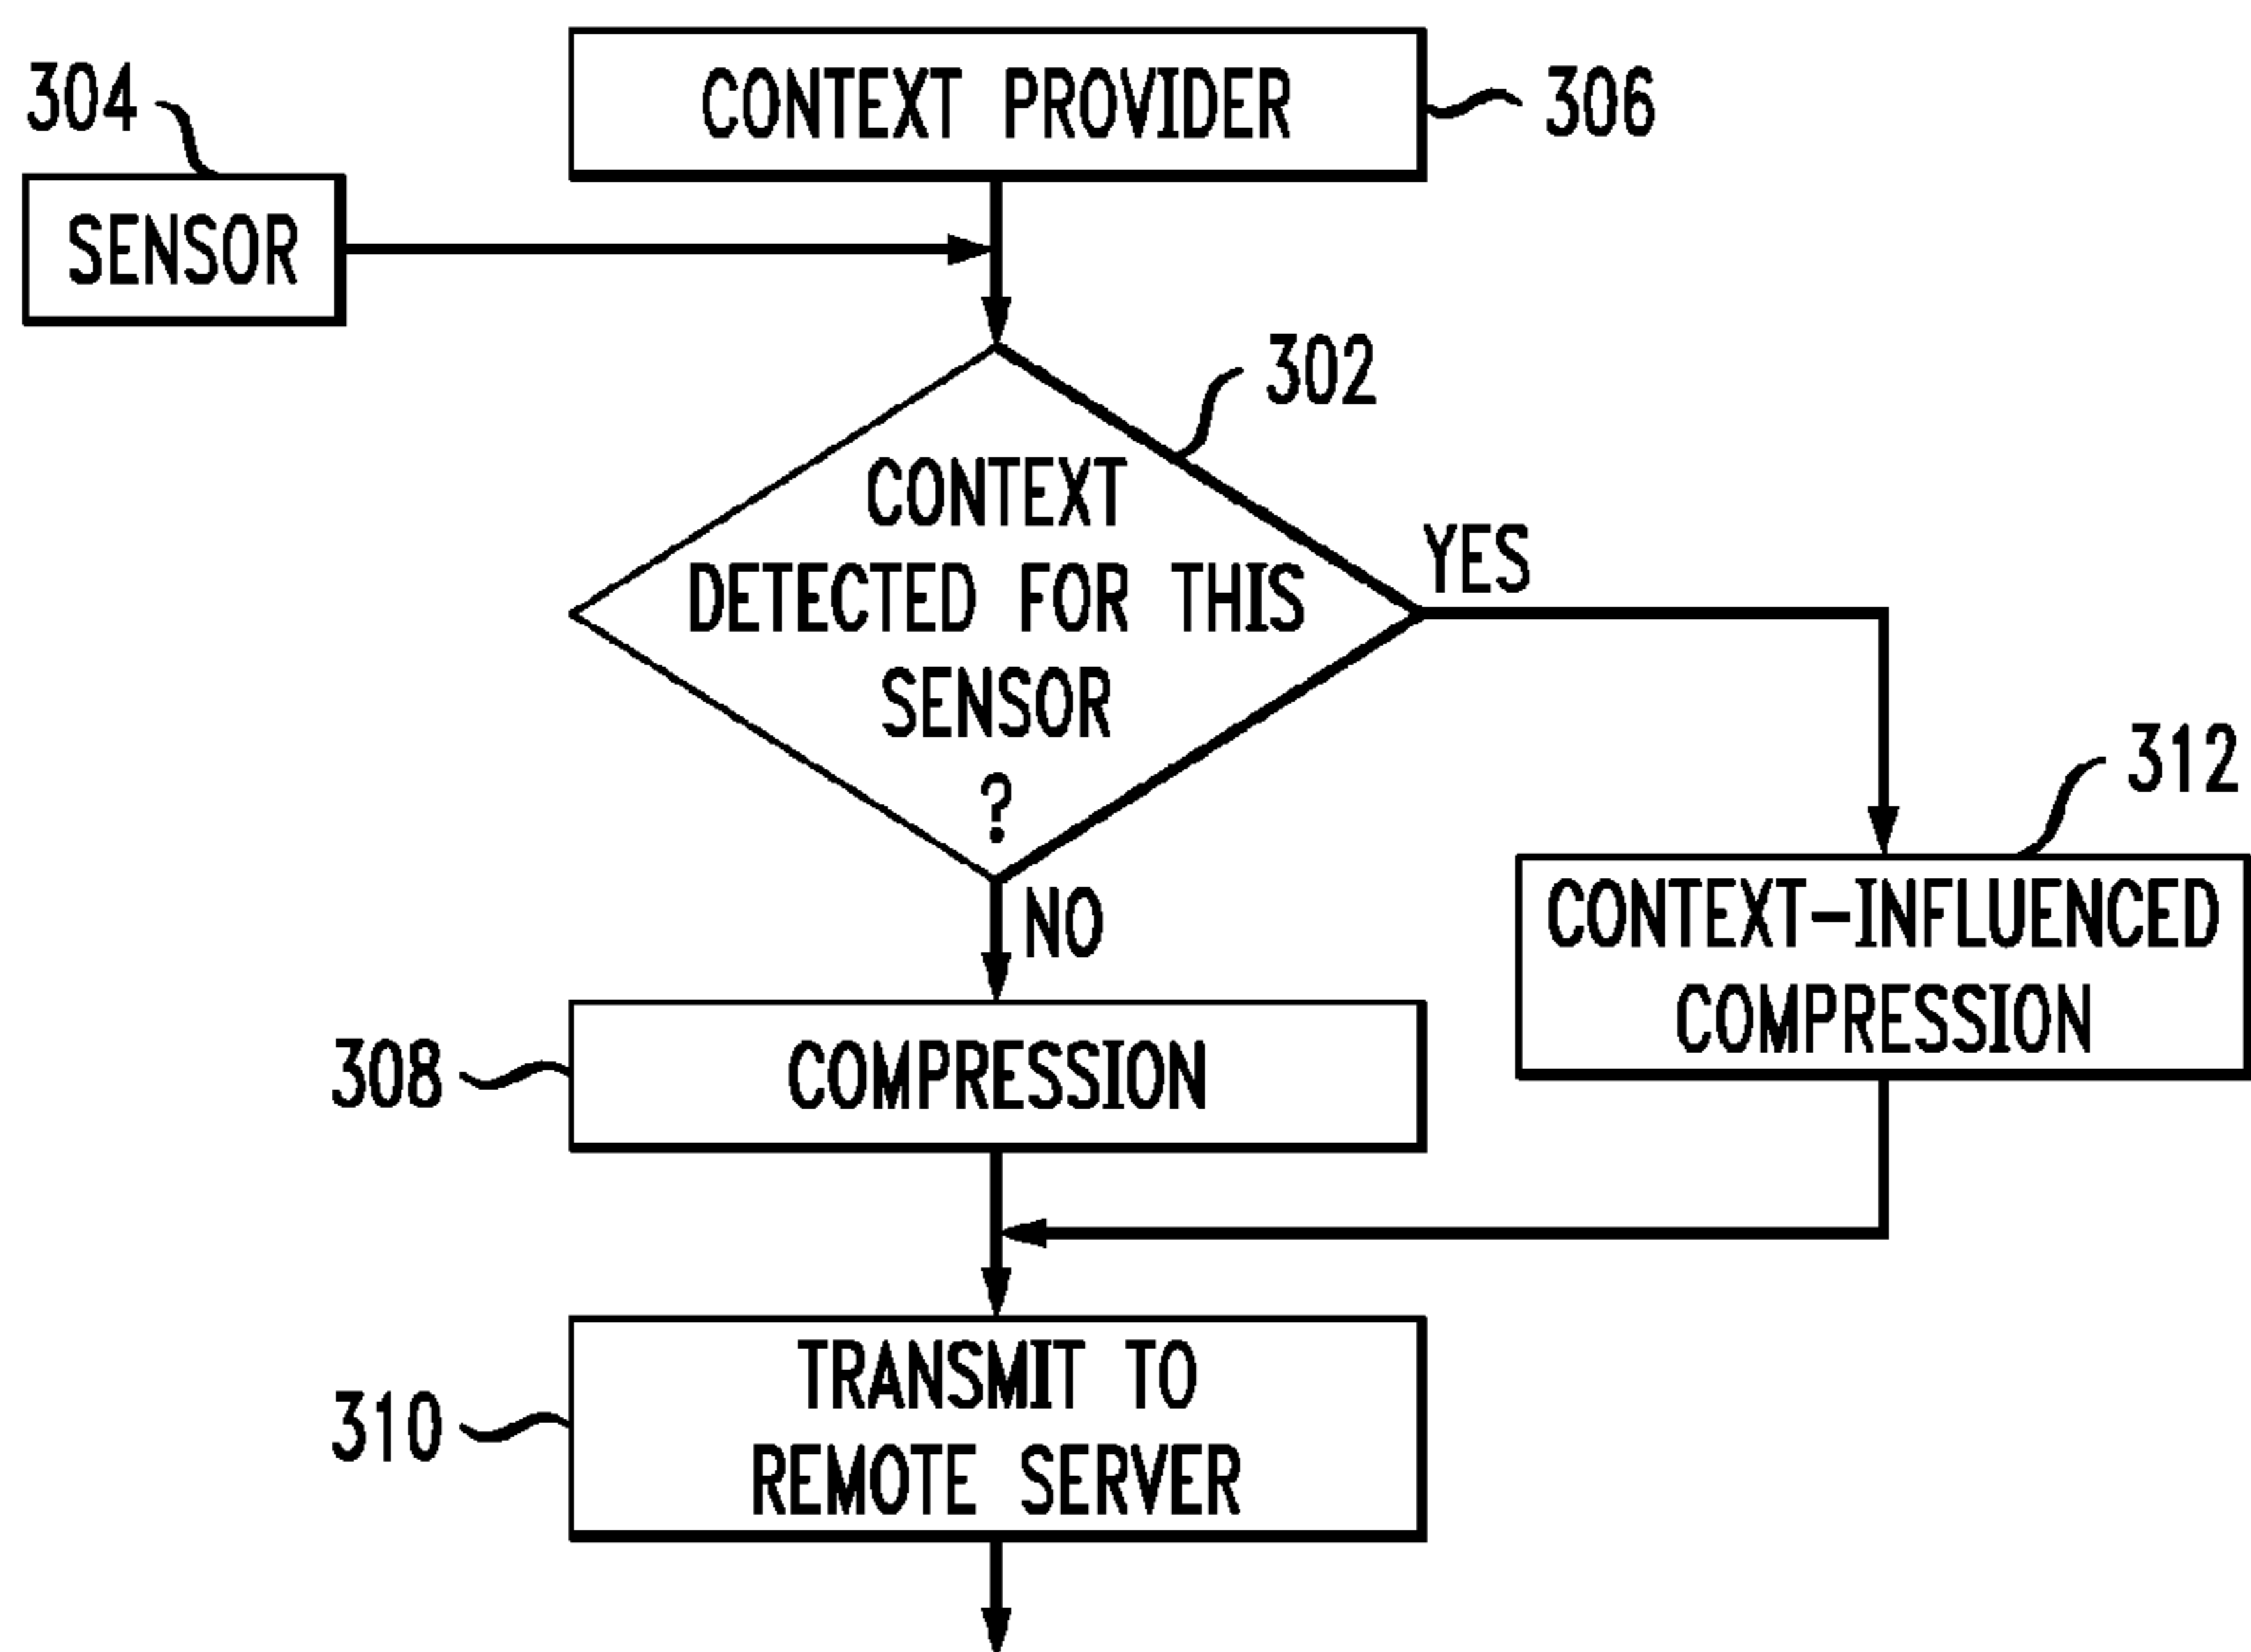 304
CONTEXT PROVIDER
306
SENSOR
302
CONTEXT
DETECTED FOR THIS
SENSOR
?
YES
NO
312
CONTEXT-INFLUENCED
COMPRESSION
308
COMPRESSION
310
TRANSMIT TO
REMOTE SERVER